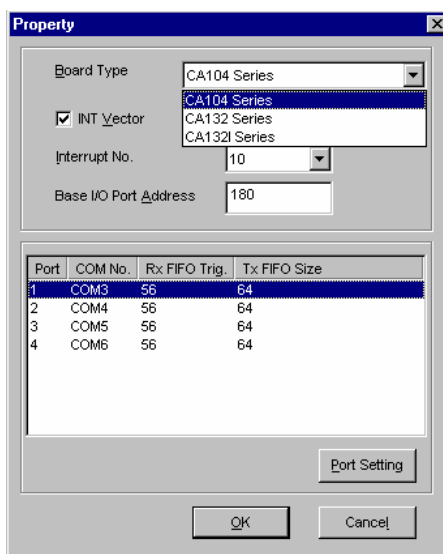 Property
Board Type CA104 Series
CA104 Series
INT Vector CA132 Series
CA132I Series
Interrupt No. 10
Base I/O Port Address 180
Port COM No. Rx FIFO Trig. Tx FIFO Size
1 COM3 56 64
2 COM4 56 64
3 COM5 56 64
4 COM6 56 64
Port Setting
OK Cancel